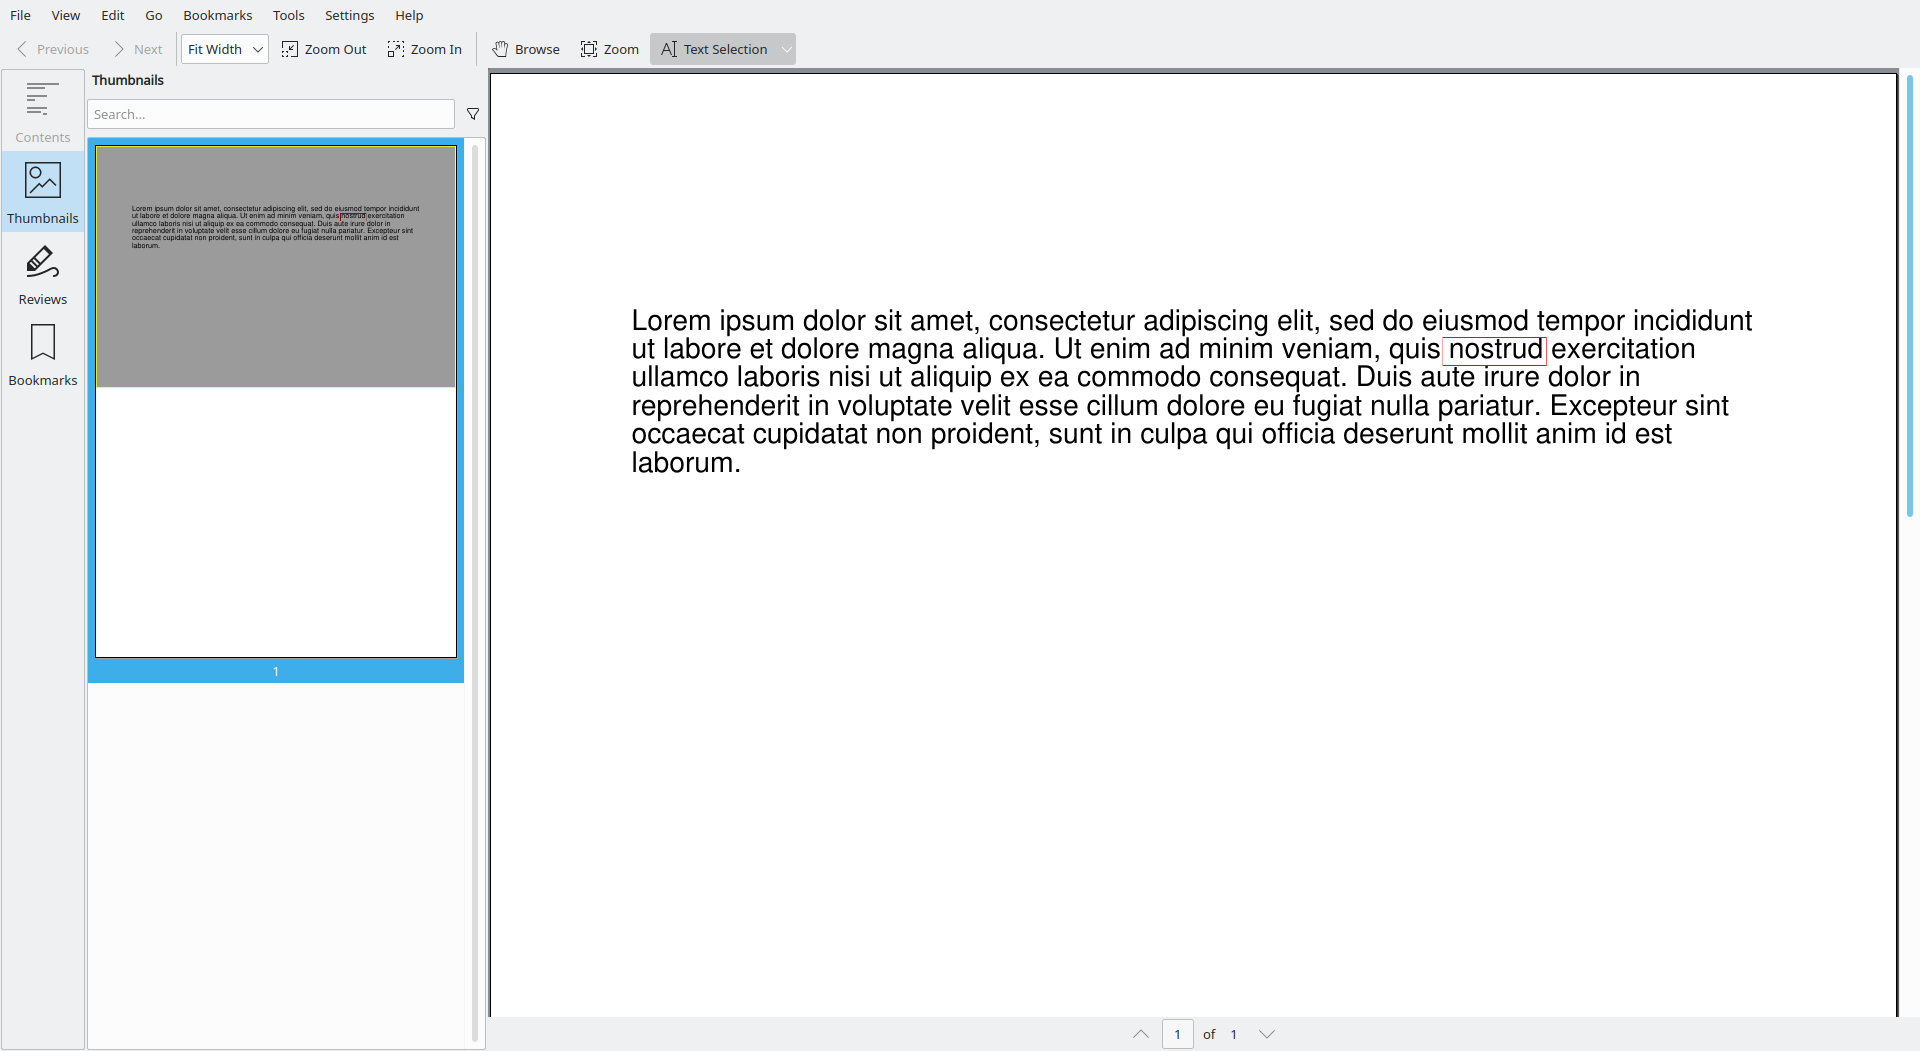 File View Edit Go Bookmarks Tools Settings Help
Previous Next Fit Width Zoom Out Zoom In Browse Zoom Text Selection
Contents
Thumbnails
Reviews
Bookmarks
Thumbnails
Search...
Lorem ipsum dolor sit amet, consectetur adipiscing elit, sed do eiusmod tempor incididunt
ut labore et dolore magna aliqua. Ut enim ad minim veniam, quis nostrud exercitation
ullamco laboris nisi ut aliquip ex ea commodo consequat. Duis aute irure dolor in
reprehenderit in voluptate velit esse cillum dolore eu fugiat nulla pariatur. Excepteur sint
occaecat cupidatat non proident, sunt in culpa qui officia deserunt mollit anim id est
laborum.
1
Lorem ipsum dolor sit amet, consectetur adipiscing elit, sed do eiusmod tempor incididunt
ut labore et dolore magna aliqua. Ut enim ad minim veniam, quis nostrud exercitation
ullamco laboris nisi ut aliquip ex ea commodo consequat. Duis aute irure dolor in
reprehenderit in voluptate velit esse cillum dolore eu fugiat nulla pariatur. Excepteur sint
occaecat cupidatat non proident, sunt in culpa qui officia deserunt mollit anim id est
laborum.
1 of 1